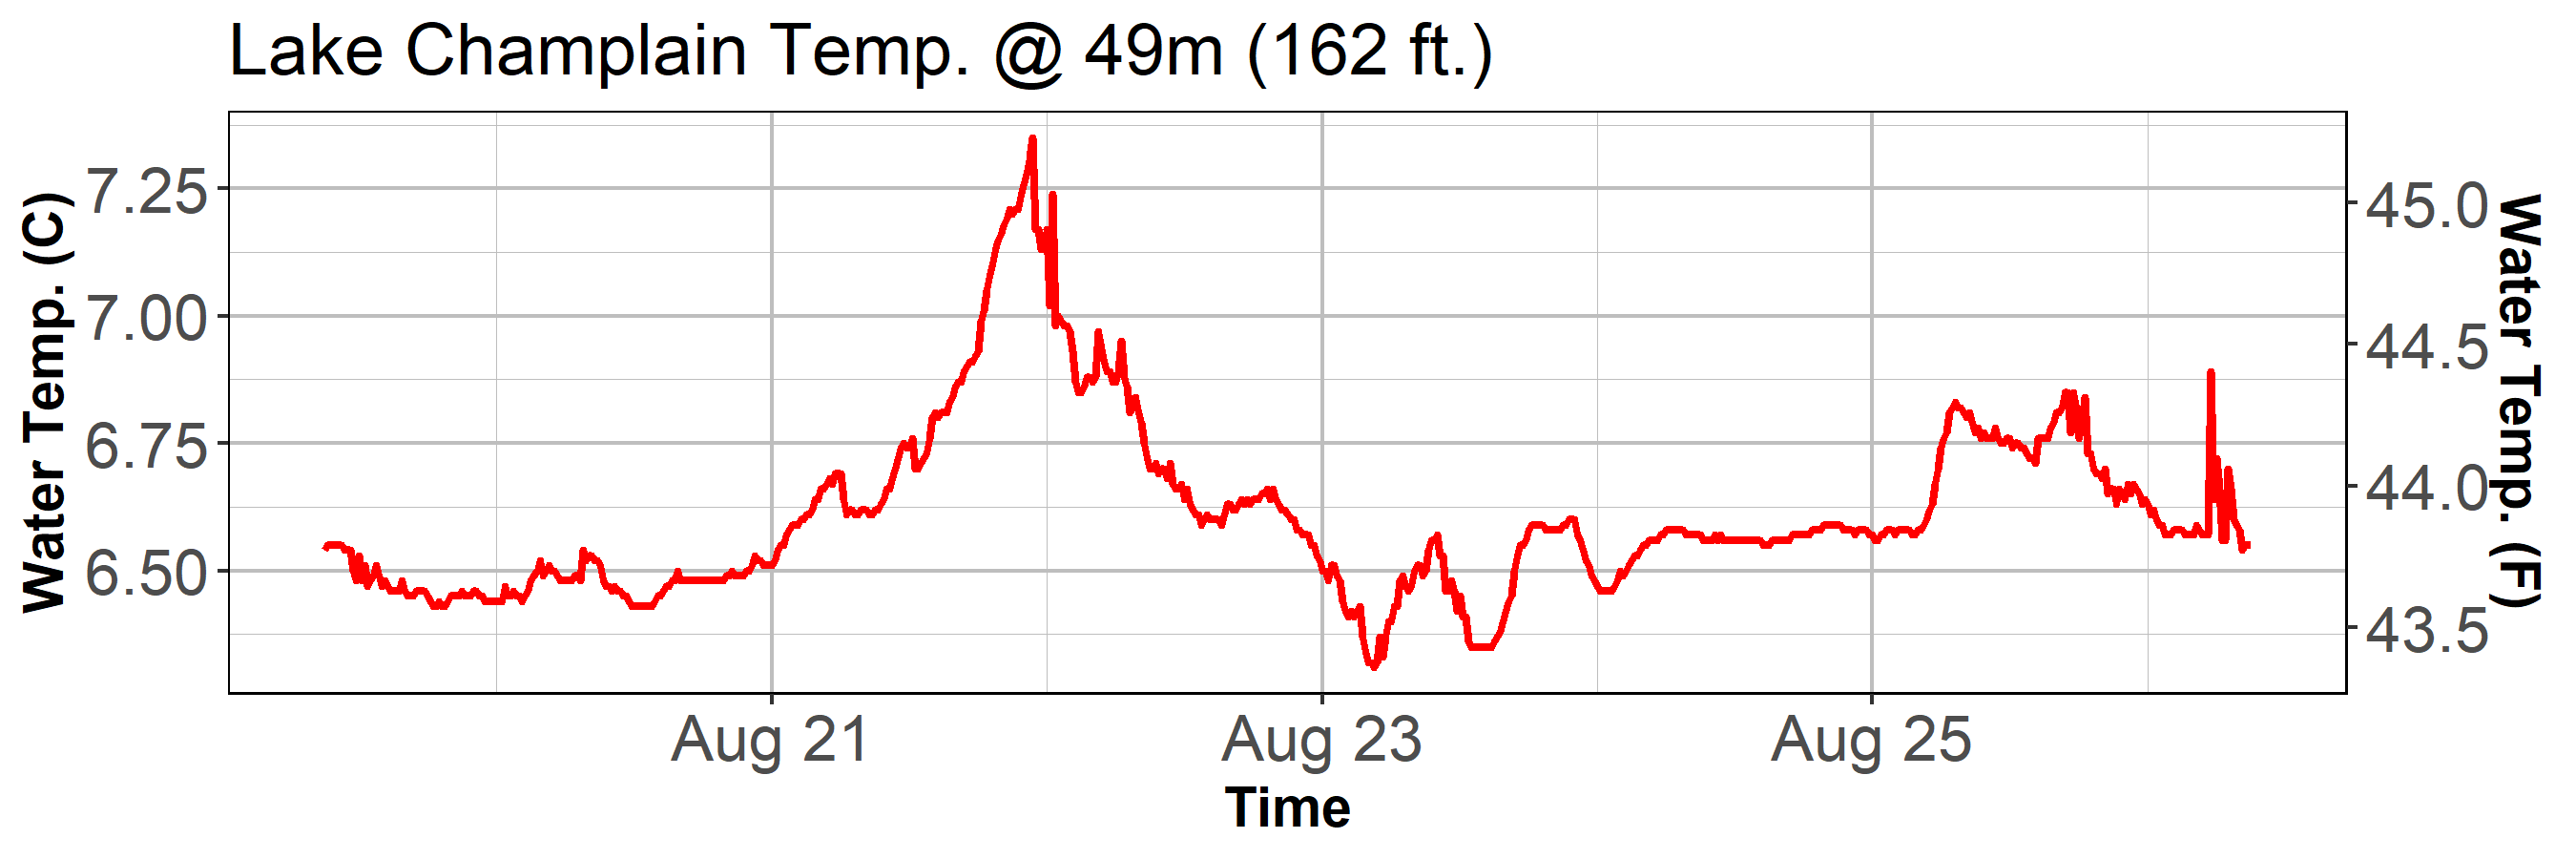 Lake Champlain Temp. @ 49m (162 ft.)
Water Temp. (C)
7.25
7.00
6.75
6.50
45.0
44.5
44.0
43.5
Water Temp. (F)
Aug 21
Aug 23
Aug 25
Time